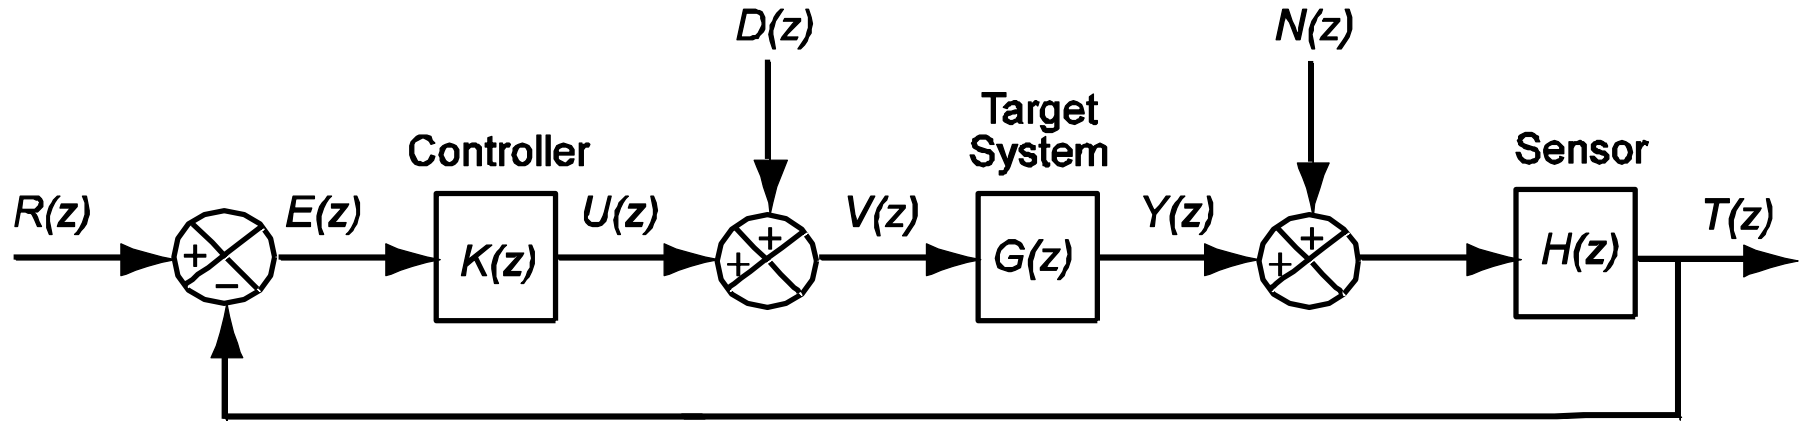 D(z)
N(z)
Target
System
Controller
Sensor
R(z)
E(z)
U(z)
V(z)
Y(z)
T(z)
+
−
K(z)
+
+
G(z)
+
+
H(z)